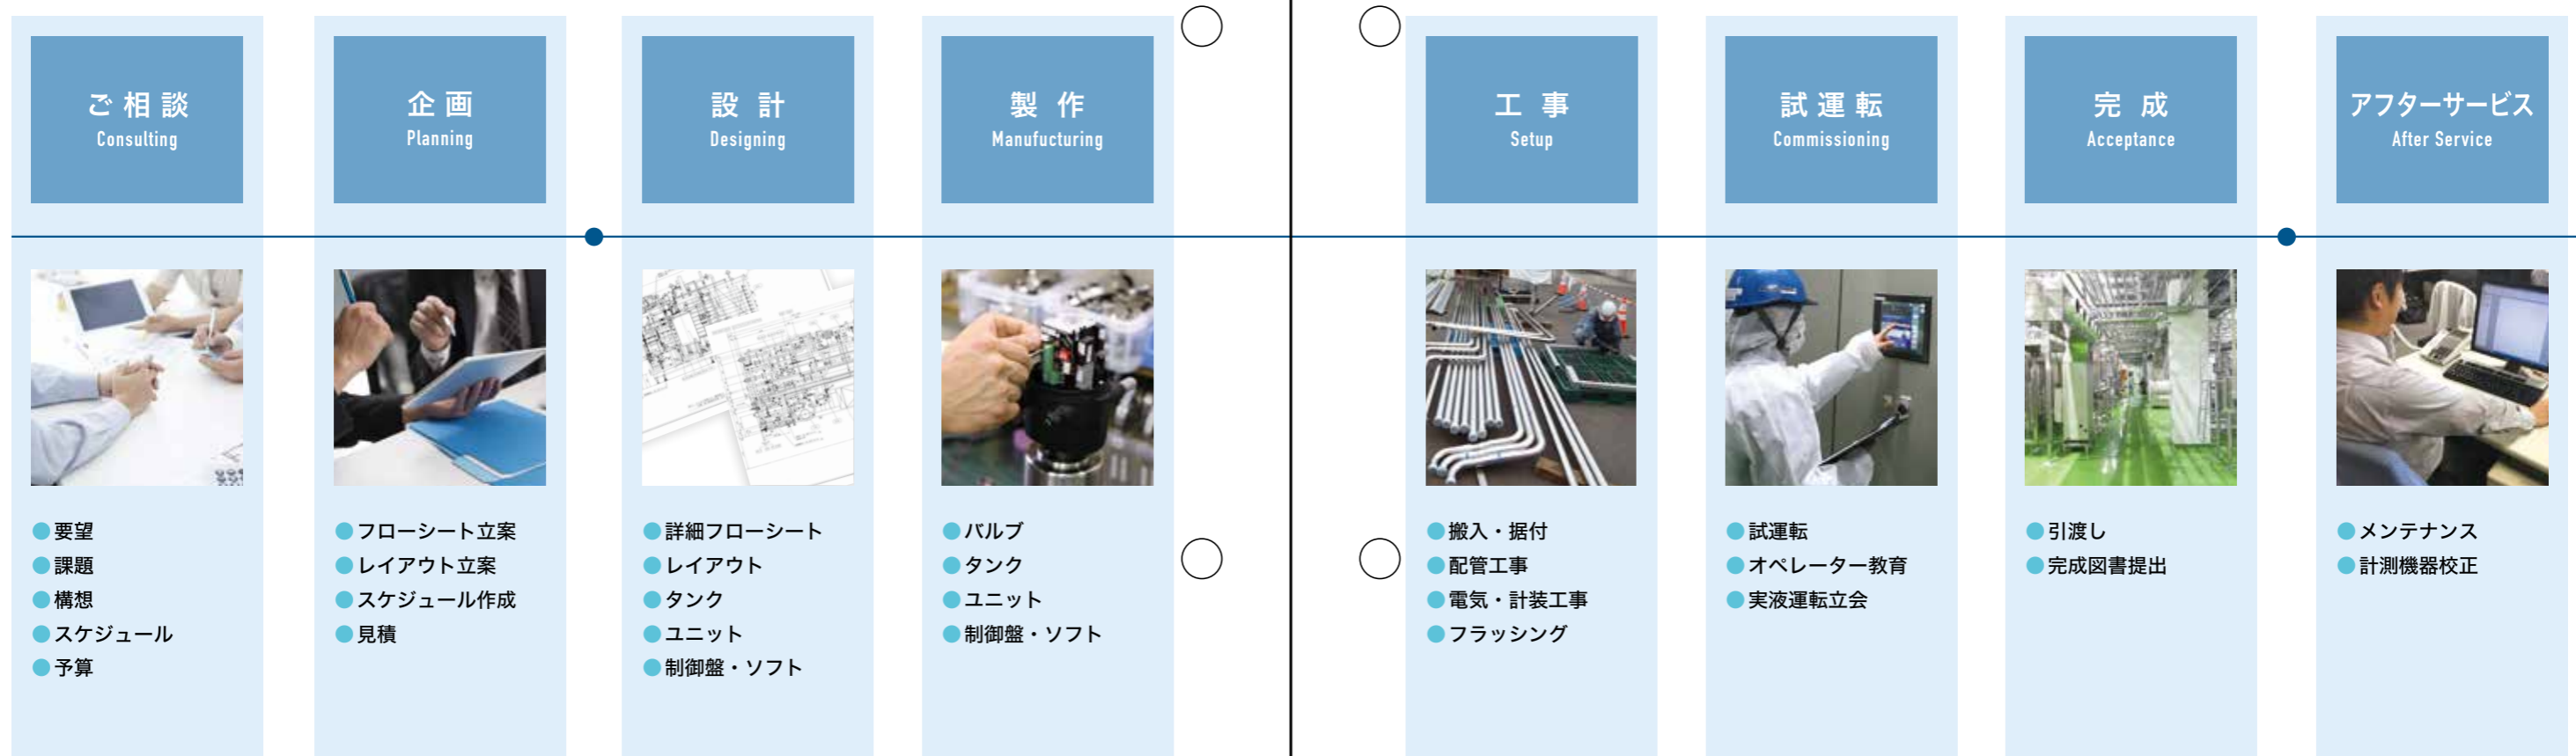 ご相談
Consulting
要望
課題
構想
スケジュール
予算
企画
Planning
フローシート立案
レイアウト立案
スケジュール作成
見積
設計
Designing
詳細フローシート
レイアウト
タンク
ユニット
制御盤・ソフト
製作
Manufucturing
バルブ
タンク
ユニット
制御盤・ソフト
工事
Setup
搬入・据付
配管工事
電気・計装工事
フラッシング
試運転
Commissioning
試運転
オペレーター教育
実液運転立会
完成
Acceptance
引渡し
完成図書提出
アフターサービス
After Service
メンテナンス
計測機器校正